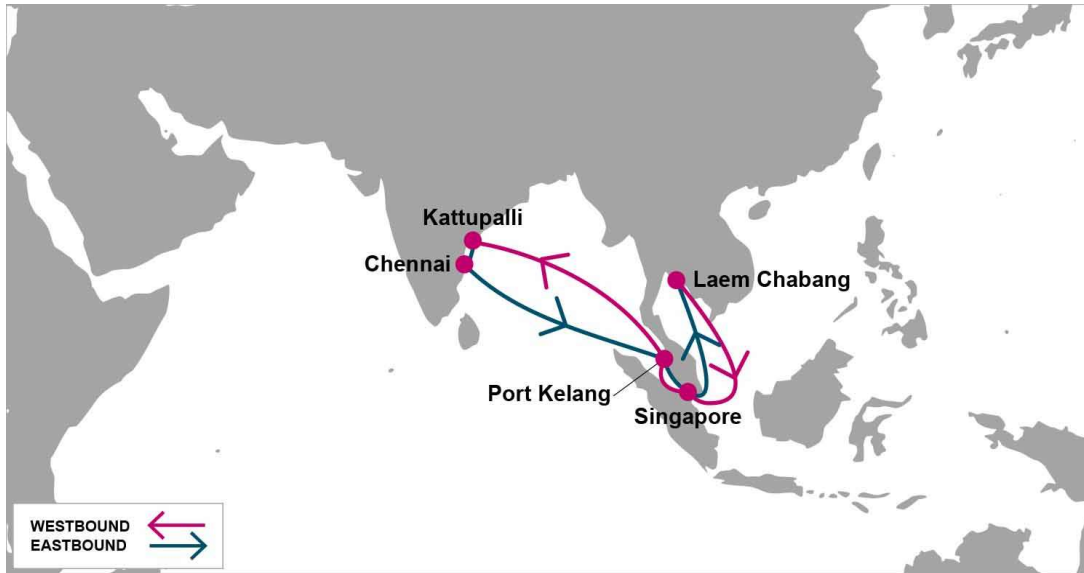 Kattupalli
Chennai
Laem Chabang
Port Kelang
Singapore
WESTBOUND
EASTBOUND